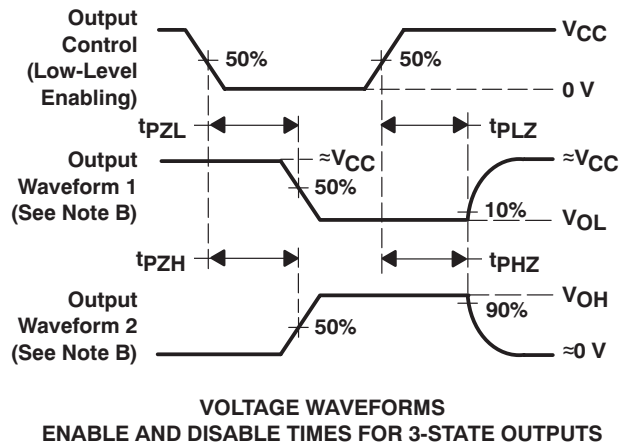 Output
Control
(Low-Level
Enabling)
50%
50%
VCC
0 V
tPZL
tPLZ
Output
Waveform 1
(See Note B)
≈VCC
50%
≈VCC
10%
VOL
tPZH
tPHZ
Output
Waveform 2
(See Note B)
50%
VOH
90%
≈0 V
VOLTAGE WAVEFORMS
ENABLE AND DISABLE TIMES FOR 3-STATE OUTPUTS